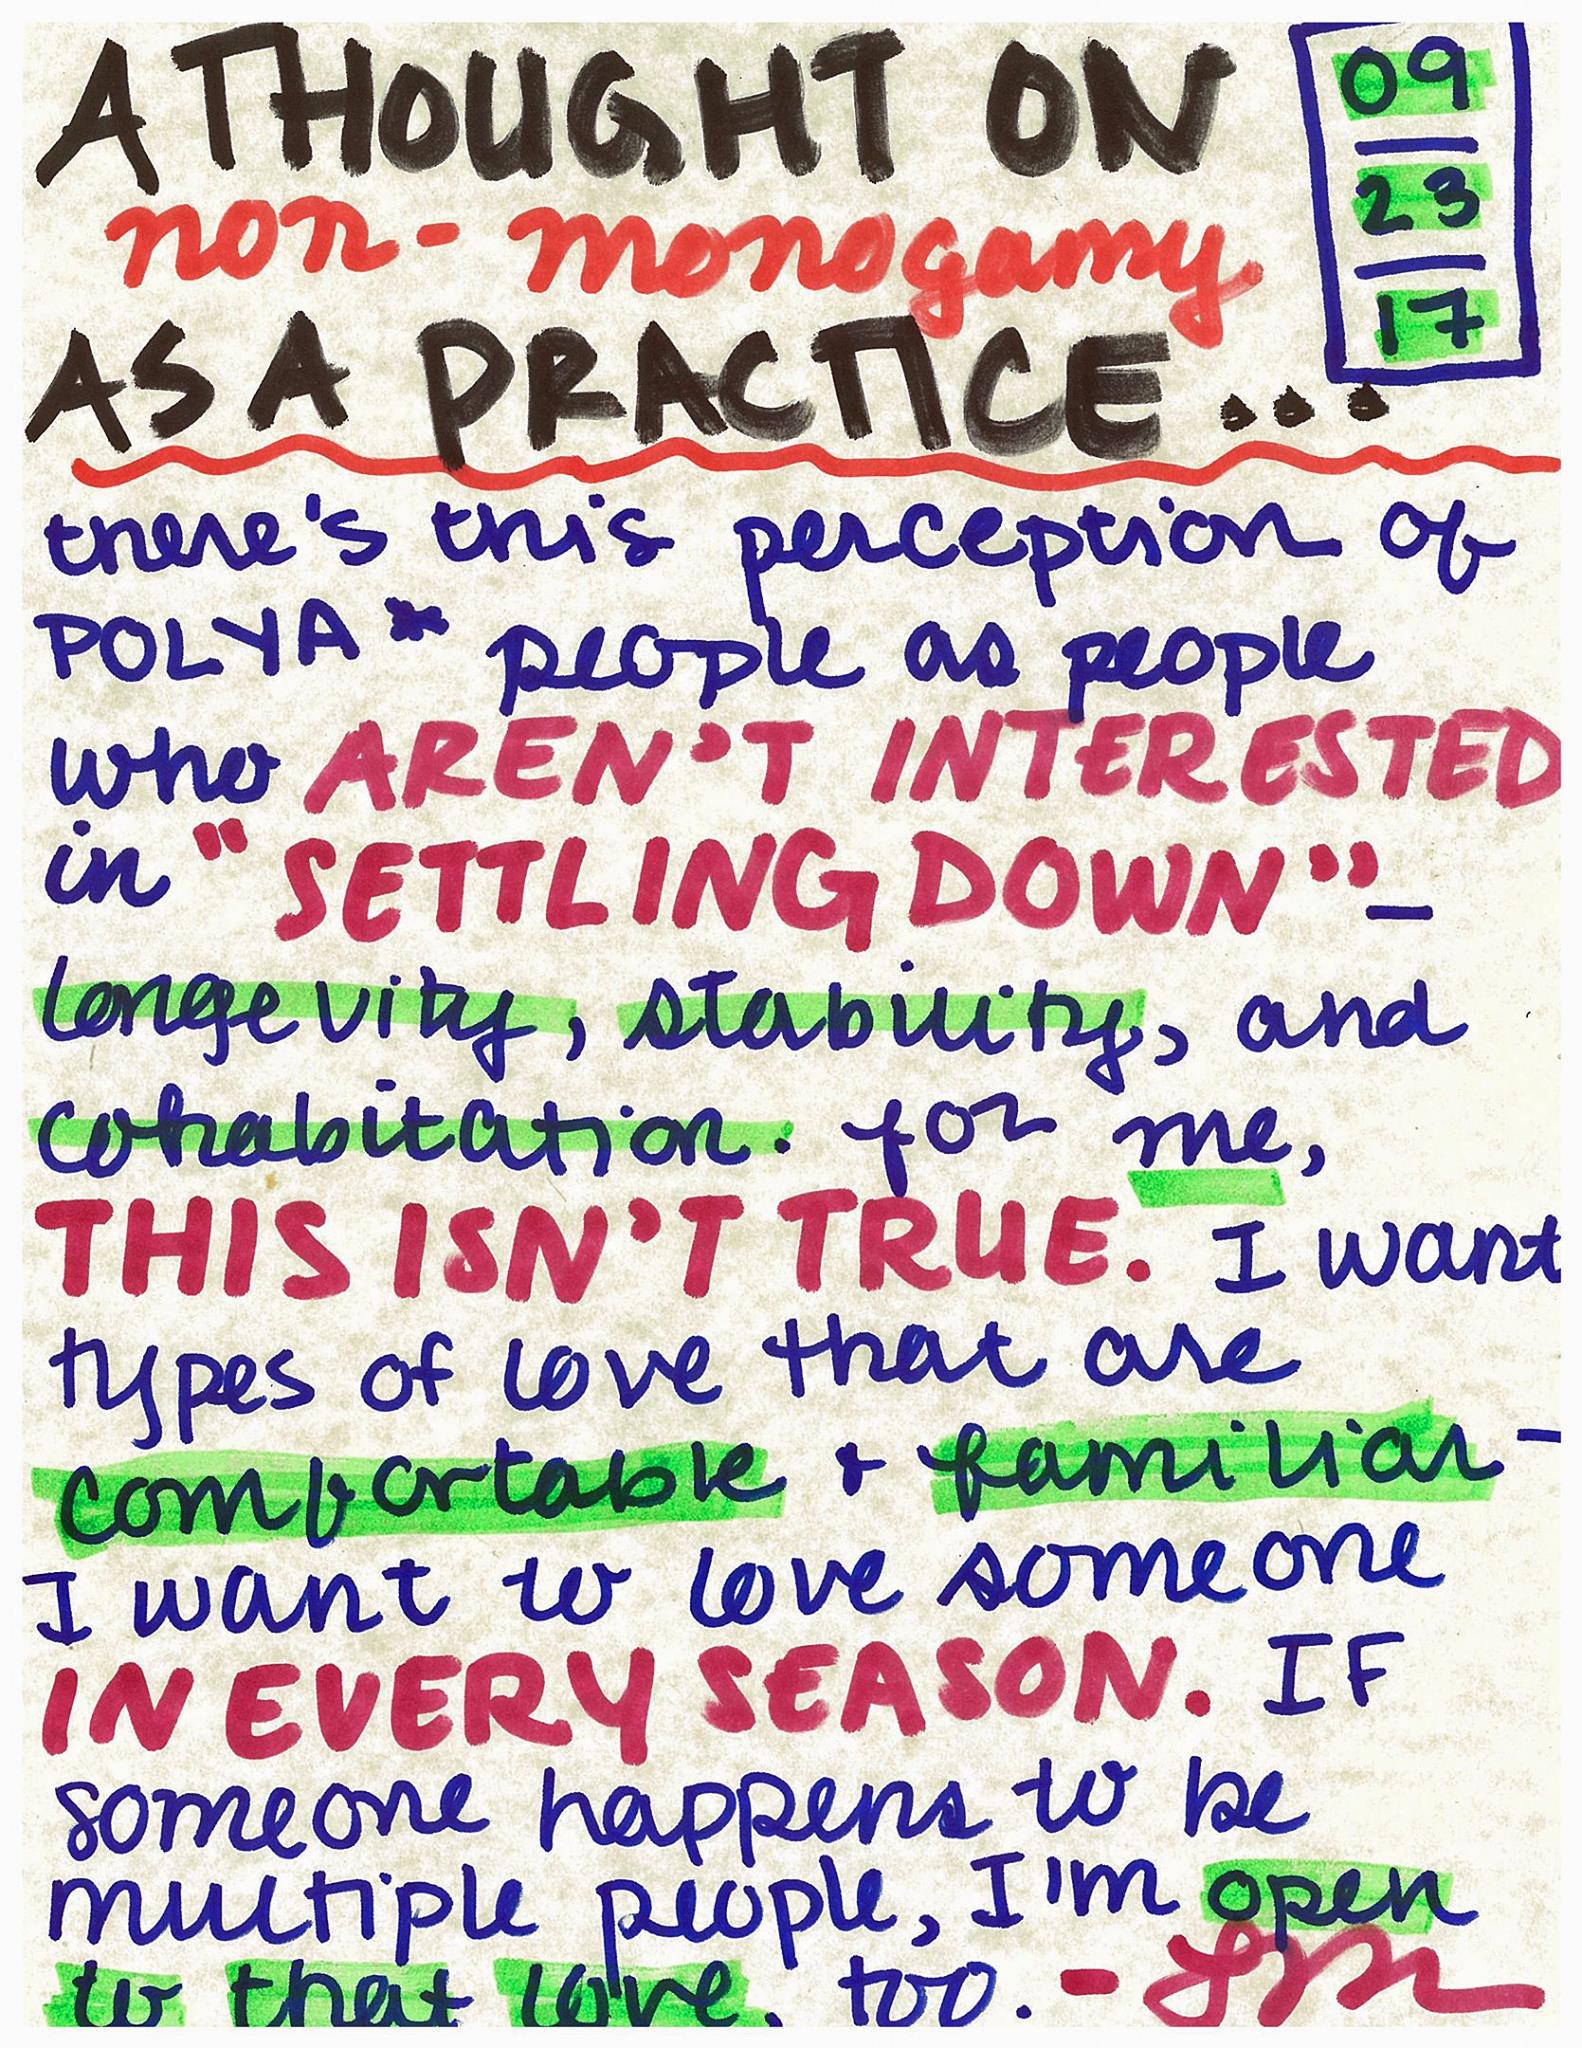 A THOUGHT ON
non-monogamy
AS A PRACTICE...
09
23
17
there's this perception of
POLYA* people as people
who AREN'T INTERESTED
in "SETTLING DOWN"-
longevity, stability, and
cohabitation. for me,
THIS ISN'T TRUE. I want
types of love that are
comfortable + familiar -
I want to love someone
IN EVERY SEASON. IF
someone happens to be
multiple people, I'm open
to that love, too. -